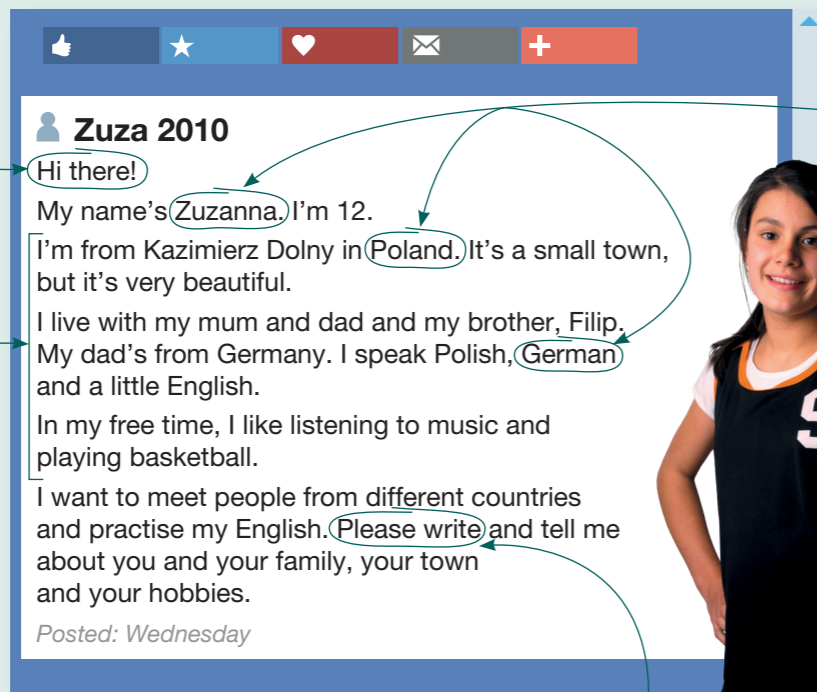 Zuza 2010
Hi there!
My name's Zuzanna. I'm 12.
I'm from Kazimierz Dolny in Poland. It's a small town,
but it's very beautiful.
I live with my mum and dad and my brother, Filip.
My dad's from Germany. I speak Polish, German
and a little English.
In my free time, I like listening to music and
playing basketball.
I want to meet people from different countries
and practise my English. Please write and tell me
about you and your family, your town
and your hobbies.
Posted: Wednesday